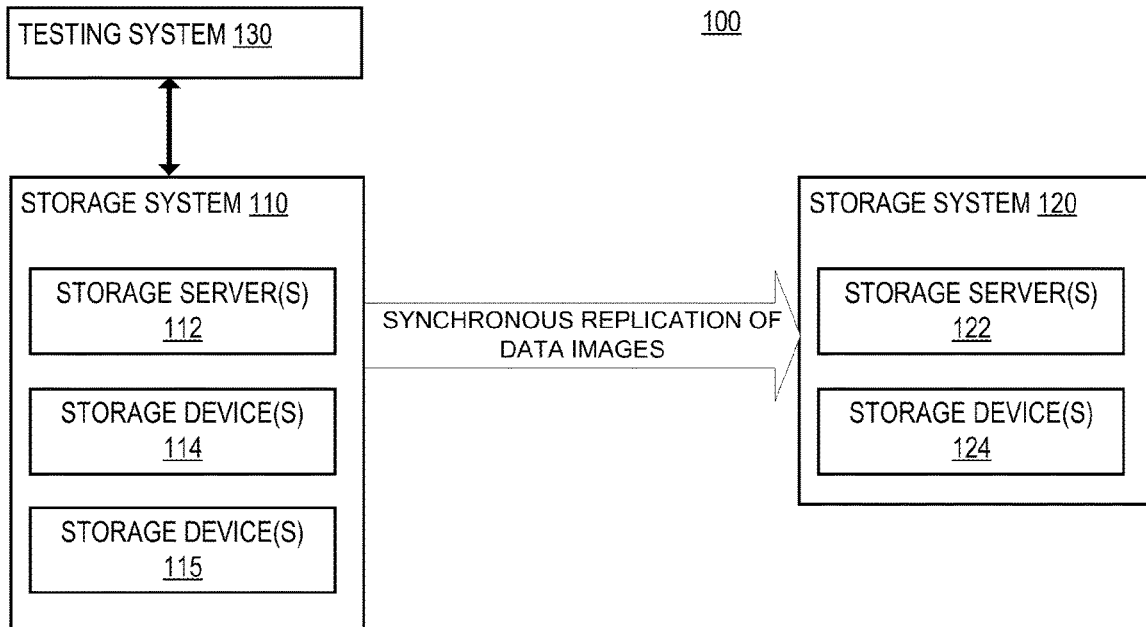 TESTING SYSTEM 130
100
STORAGE SYSTEM 110
STORAGE SERVER(S)
112
STORAGE DEVICE(S)
114
STORAGE DEVICE(S)
115
SYNCHRONOUS REPLICATION OF
DATA IMAGES
STORAGE SYSTEM 120
STORAGE SERVER(S)
122
STORAGE DEVICE(S)
124